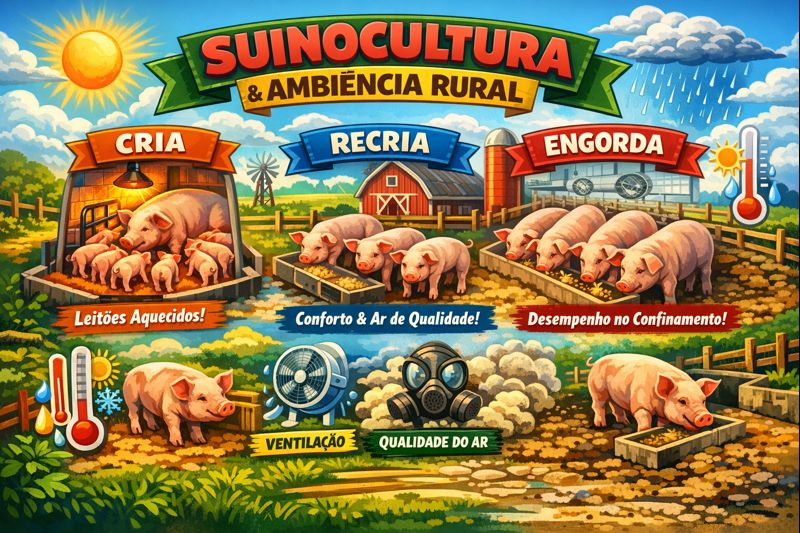 SUINOCULTURA
& AMBIÊNCIA RURAL
CRIA
RECRIA
ENGORDA
Leitões Aquecidos!
Conforto & Ar de Qualidade!
Desempenho no Confinamento!
VENTILAÇÃO
QUALIDADE DO AR